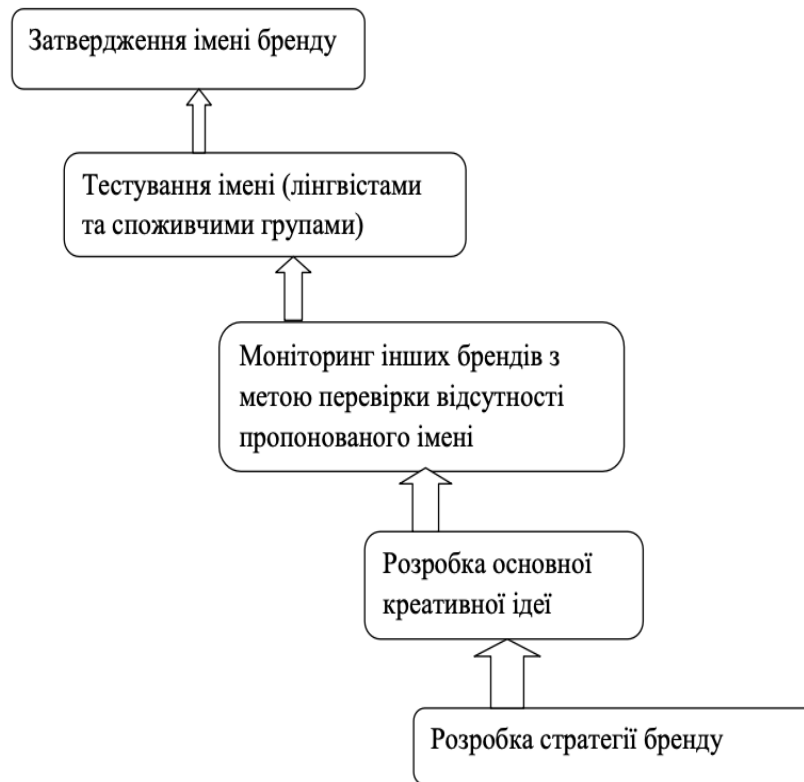 Затвердження імені бренду
Тестування імені (лінгвістами
та споживчими групами)
Моніторинг інших брендів з
метою перевірки відсутності
пропонованого імені
Розробка основної
креативної ідеї
Розробка стратегії бренду